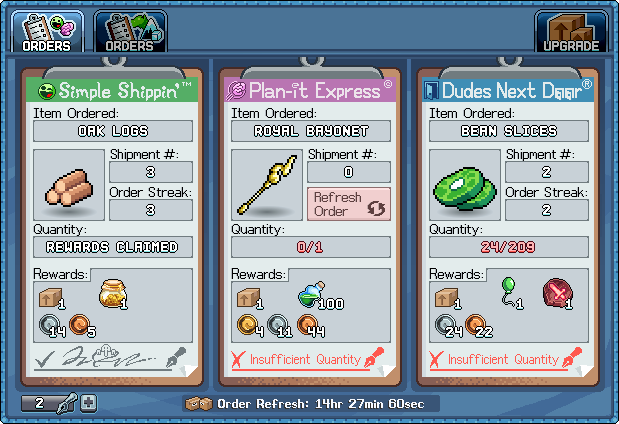 ORDERS
ORDERS
UPGRADE
Simple Shippin'™
Item Ordered:
OAK LOGS
Shipment #:
3
Order Streak:
3
Quantity:
REWARDS CLAIMED
Rewards:
1
1
14
5
Plan-it Express©
Item Ordered:
ROYAL BAYONET
Shipment #:
0
Refresh
Order
Quantity:
0/1
Rewards:
1
100
4
11
44
Insufficient Quantity
Dudes Next Door®
Item Ordered:
BEAN SLICES
Shipment #:
2
Order Streak:
2
Quantity:
24/209
Rewards:
1
1
1
24
22
Insufficient Quantity
2
Order Refresh: 14hr 27min 60sec